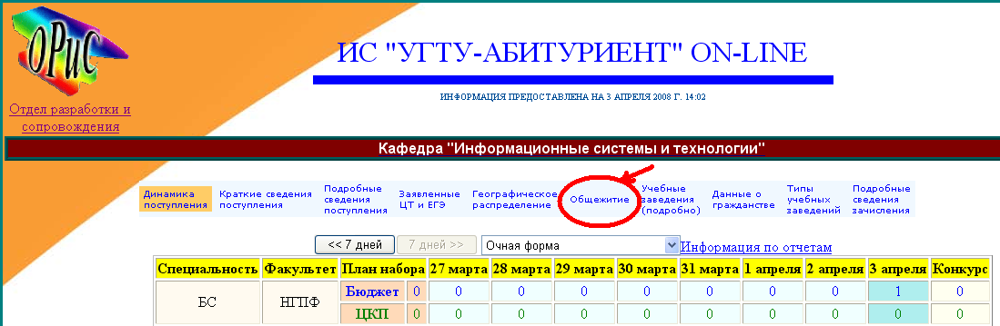 ОРиС
Отдел разработки и
сопровождения
ИС "УГТУ-АБИТУРИЕНТ" ON-LINE
ИНФОРМАЦИЯ ПРЕДОСТАВЛЕНА НА 3 АПРЕЛЯ 2008 Г. 14:02
Кафедра "Информационные системы и технологии"
Динамика
поступления
Краткие сведения
поступления
Подробные
сведения
поступления
Заявленные
ЦТ и ЕГЭ
Географическое
распределение
Общежитие
Учебные
заведения
(подробно)
Данные о
гражданстве
Типы
учебных
заведений
Подробные
сведения
зачисления
<< 7 дней 7 дней >> Очная форма Информация по отчетам
Специальность Факультет План набора 27 марта 28 марта 29 марта 30 марта 31 марта 1 апреля 2 апреля 3 апреля Конкурс
БС НГПФ
Бюджет 0 0 0 0 0 0 0 0 1 0
ЦКП 0 0 0 0 0 0 0 0 0 0